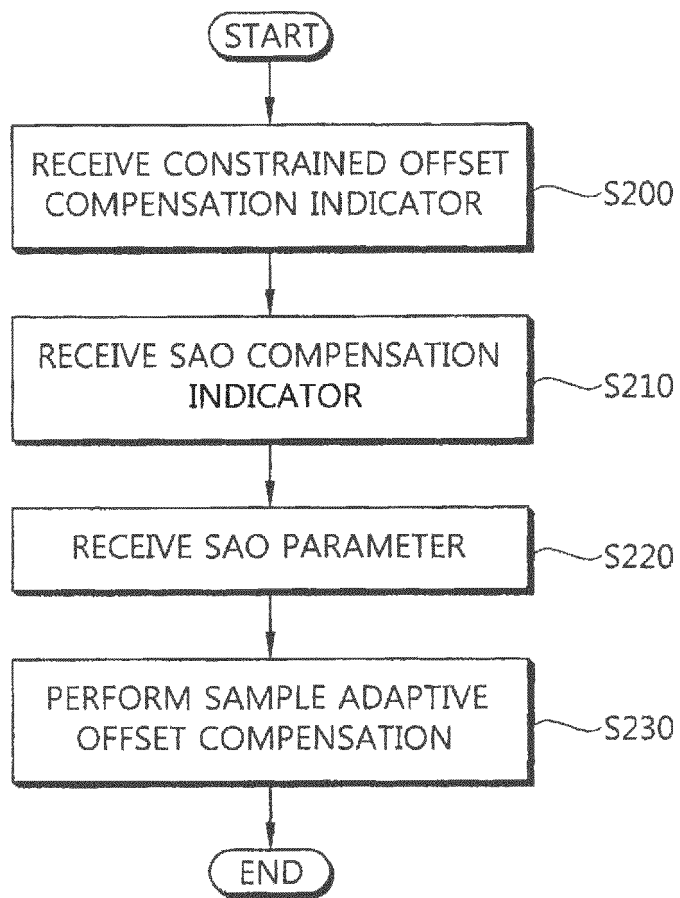 START
RECEIVE CONSTRAINED OFFSET
COMPENSATION INDICATOR
S200
RECEIVE SAO COMPENSATION
INDICATOR
S210
RECEIVE SAO PARAMETER
S220
PERFORM SAMPLE ADAPTIVE
OFFSET COMPENSATION
S230
END